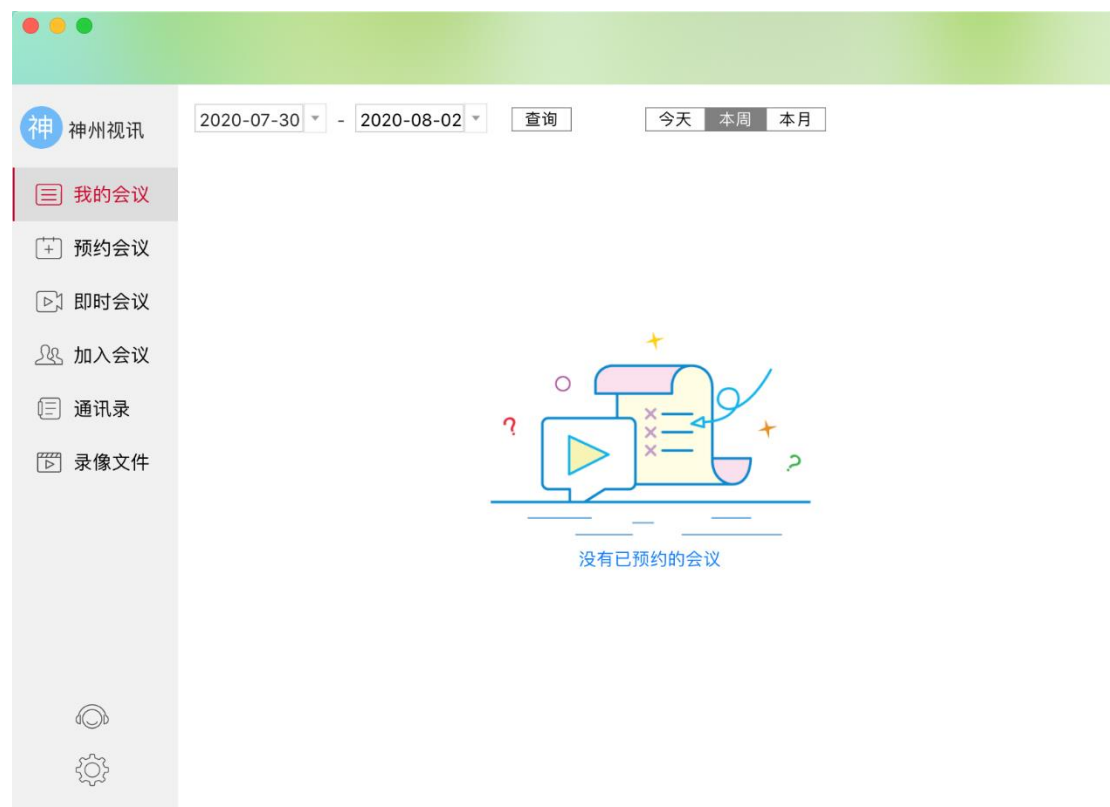 神 神州视讯
2020-07-30 - 2020-08-02 查询 今天 本周 本月
我的会议
预约会议
即时会议
加入会议
通讯录
录像文件
没有已预约的会议